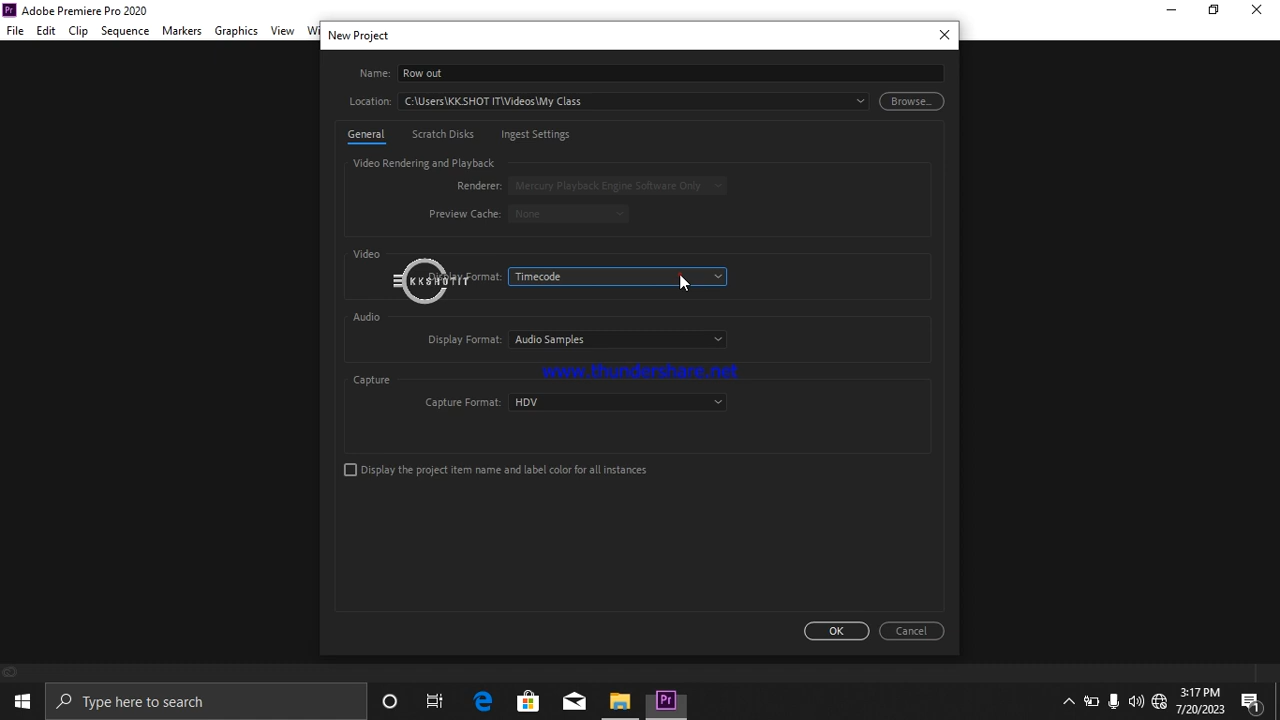 Pr Adobe Premiere Pro 2020
File Edit Clip Sequence Markers Graphics View Wi
New Project
Name: Row out
Location: C:\Users\KK.SHOT IT\Videos\My Class Browse...
General Scratch Disks Ingest Settings
Video Rendering and Playback
Renderer: Mercury Playback Engine Software Only
Preview Cache: None
Video
Display Format: Timecode
KKSHOTIT
Audio
Display Format: Audio Samples
www.thundershare.net
Capture
Capture Format: HDV
Display the project item name and label color for all instances
OK Cancel
Type here to search
Pr
3:17 PM
7/20/2023
1